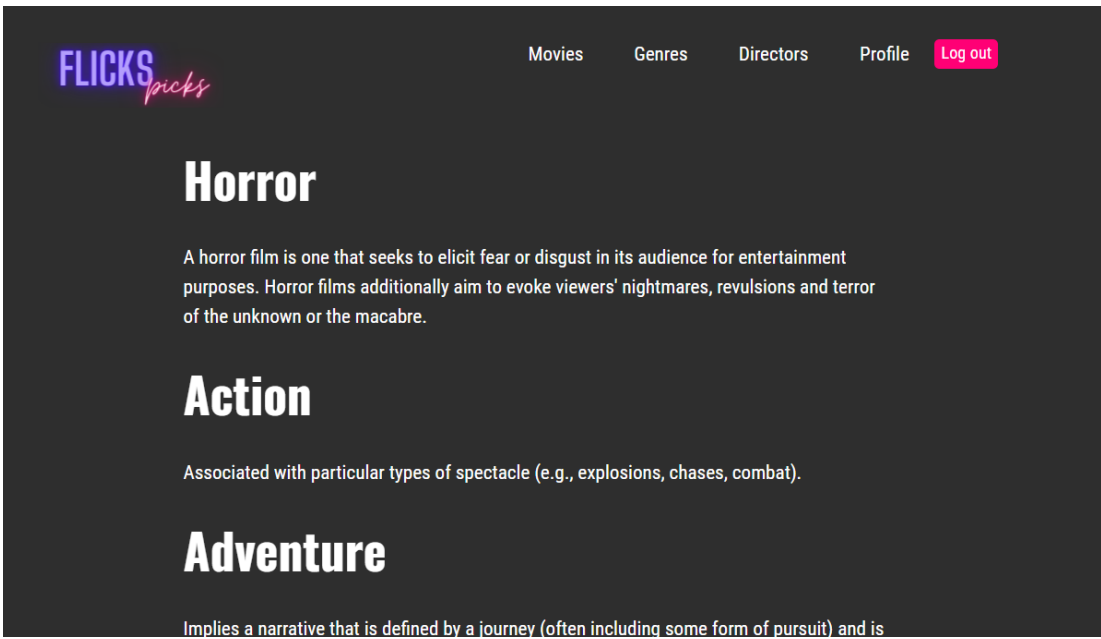 FLICKS
picks
Movies Genres Directors Profile Log out
Horror
A horror film is one that seeks to elicit fear or disgust in its audience for entertainment
purposes. Horror films additionally aim to evoke viewers' nightmares, revulsions and terror
of the unknown or the macabre.
Action
Associated with particular types of spectacle (e.g., explosions, chases, combat).
Adventure
Implies a narrative that is defined by a journey (often including some form of pursuit) and is